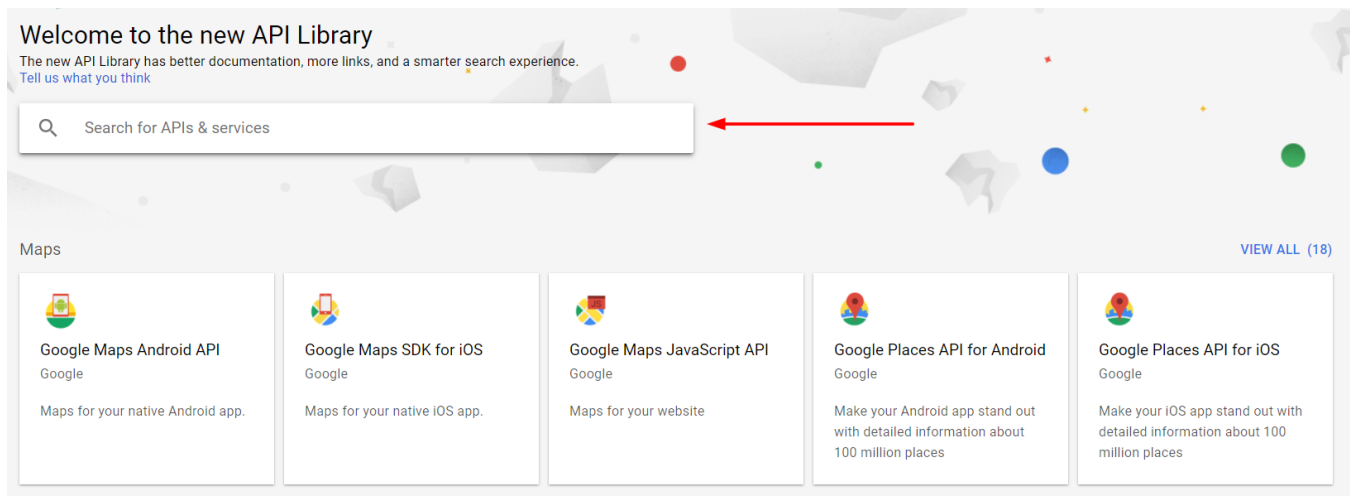 Welcome to the new API Library
The new API Library has better documentation, more links, and a smarter search experience.
Tell us what you think
Search for APIs & services
Maps
VIEW ALL (18)
Google Maps Android API
Google
Maps for your native Android app.
Google Maps SDK for iOS
Google
Maps for your native iOS app.
Google Maps JavaScript API
Google
Maps for your website
Google Places API for Android
Google
Make your Android app stand out
with detailed information about
100 million places
Google Places API for iOS
Google
Make your iOS app stand out with
detailed information about 100
million places